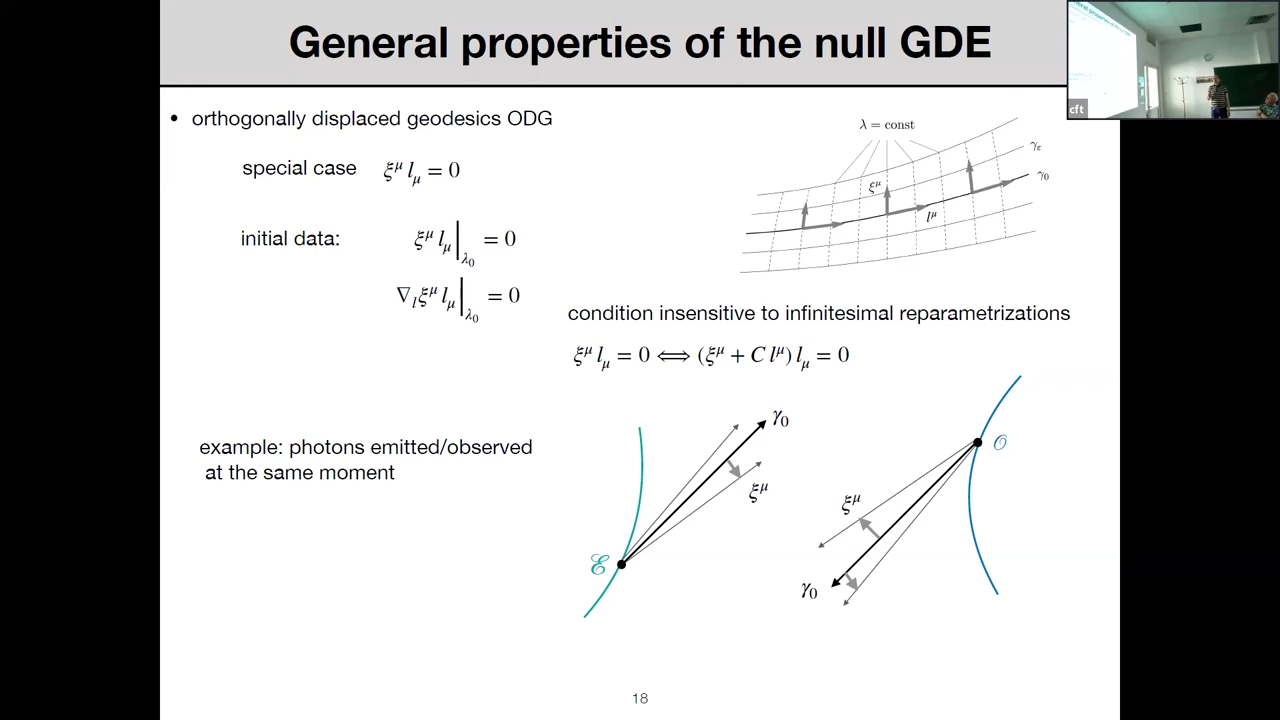 General properties of the null GDE
• orthogonally displaced geodesics ODG
special case ξ^μ l_μ = 0
initial data: ξ^μ l_μ |_{λ_0} = 0
∇_l ξ^μ l_μ |_{λ_0} = 0
λ = const
γ_ε
γ_0
ξ^μ
l^μ
condition insensitive to infinitesimal reparametrizations
ξ^μ l_μ = 0 ⟺ (ξ^μ + C l^μ) l_μ = 0
example: photons emitted/observed
at the same moment
γ_0
ξ^μ
ℰ
𝒪
ξ^μ
γ_0
18
cft